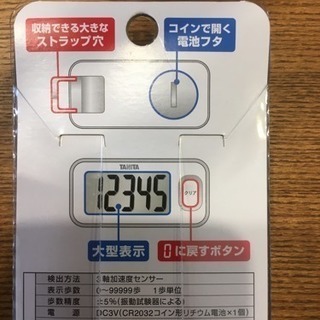 収納できる大きな
ストラップ穴
コインで開く
電池フタ
TANITA
12345
クリア
大型表示
0に戻すボタン
検出方法 3軸加速度センサー
表示歩数 0～99999歩 1歩単位
歩数精度 ±5%(振動試験器による)
電源 DC3V(CR2032コイン形リチウム電池×1個)